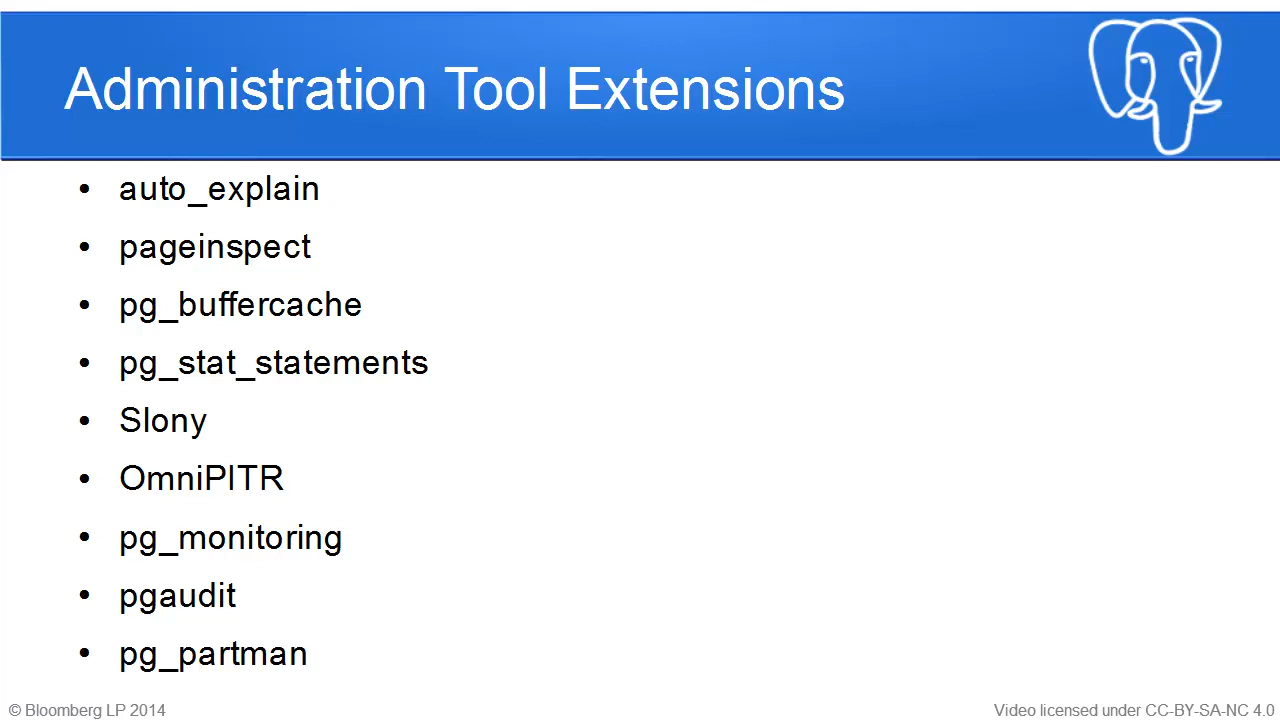 Administration Tool Extensions
• auto_explain
• pageinspect
• pg_buffercache
• pg_stat_statements
• Slony
• OmniPITR
• pg_monitoring
• pgaudit
• pg_partman
© Bloomberg LP 2014
Video licensed under CC-BY-SA-NC 4.0